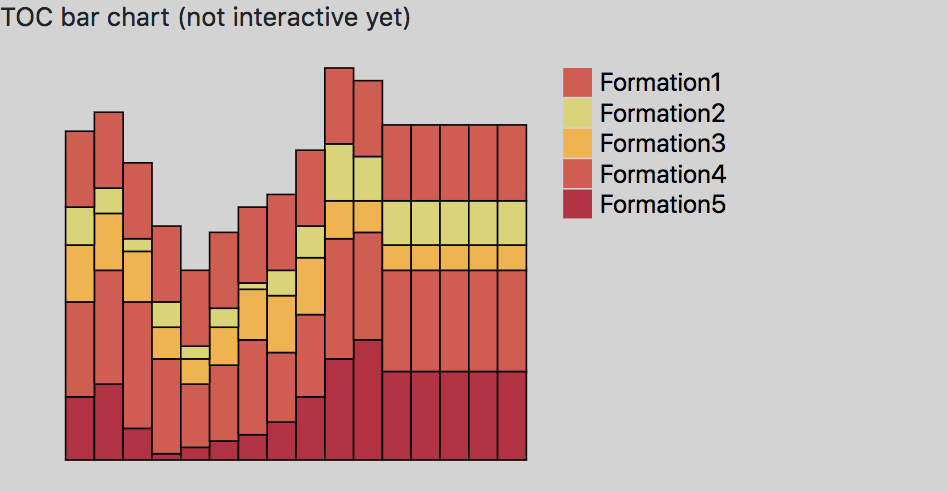 TOC bar chart (not interactive yet)
Formation1
Formation2
Formation3
Formation4
Formation5